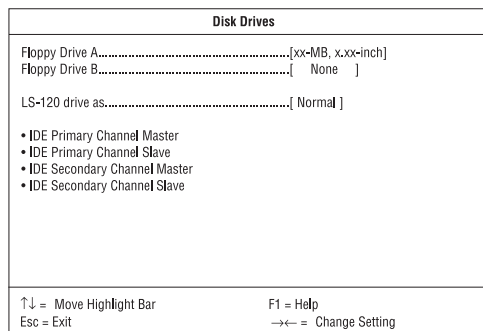 Disk Drives
Floppy Drive A................................................[xx-MB, x.xx-inch]
Floppy Drive B................................................[ None ]
LS-120 drive as...............................................[ Normal ]
• IDE Primary Channel Master
• IDE Primary Channel Slave
• IDE Secondary Channel Master
• IDE Secondary Channel Slave
↑↓ = Move Highlight Bar F1 = Help
Esc = Exit →← = Change Setting